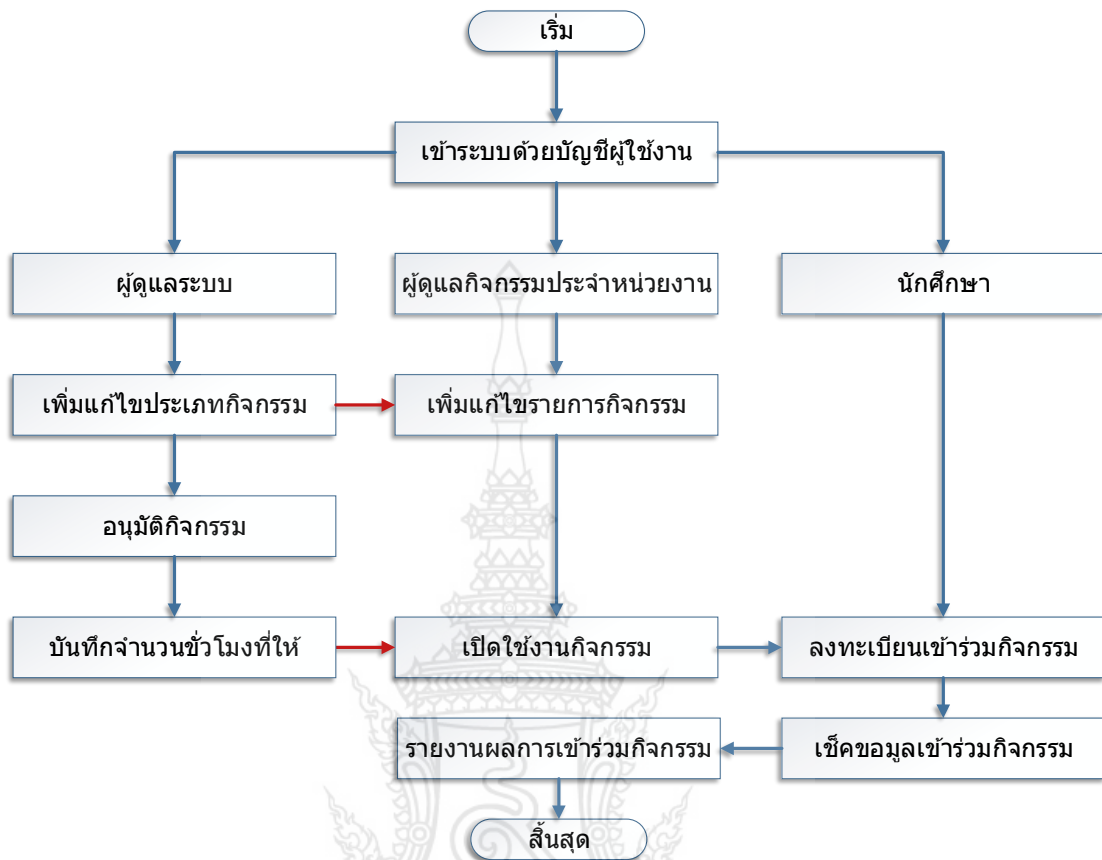 เริ่ม
เข้าระบบด้วยบัญชีผู้ใช้งาน
ผู้ดูแลระบบ
ผู้ดูแลกิจกรรมประจำหน่วยงาน
นักศึกษา
เพิ่มแก้ไขประเภทกิจกรรม
เพิ่มแก้ไขรายการกิจกรรม
อนุมัติกิจกรรม
บันทึกจำนวนชั่วโมงที่ให้
เปิดใช้งานกิจกรรม
ลงทะเบียนเข้าร่วมกิจกรรม
รายงานผลการเข้าร่วมกิจกรรม
เช็คขอมูลเข้าร่วมกิจกรรม
สิ้นสุด